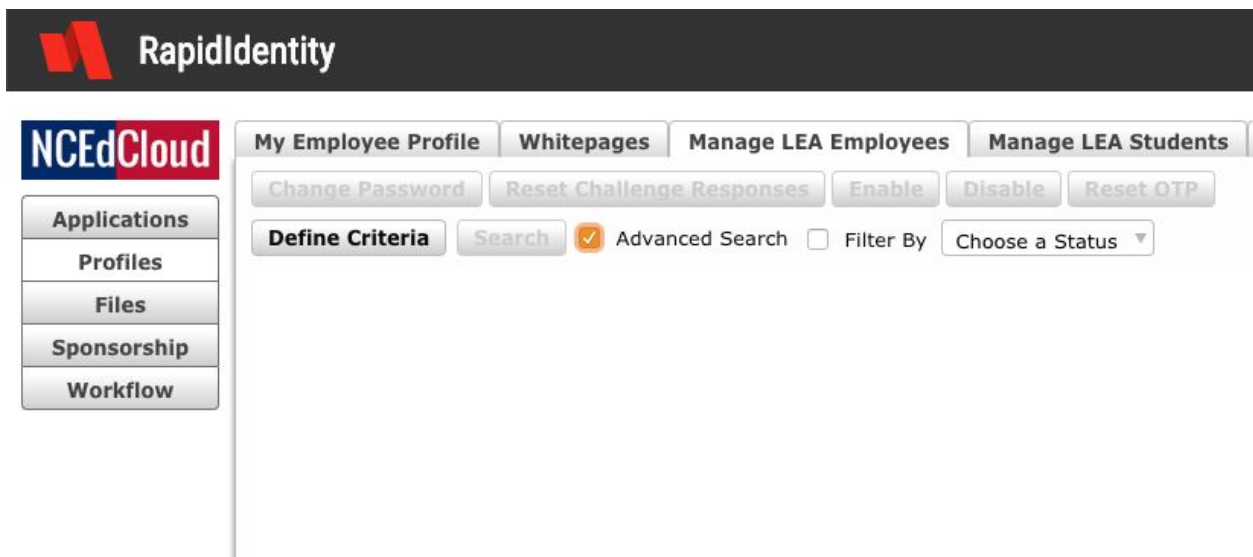 RapidIdentity
NCEdCloud
My Employee Profile Whitepages Manage LEA Employees Manage LEA Students
Change Password Reset Challenge Responses Enable Disable Reset OTP
Define Criteria Search Advanced Search Filter By Choose a Status
Applications
Profiles
Files
Sponsorship
Workflow